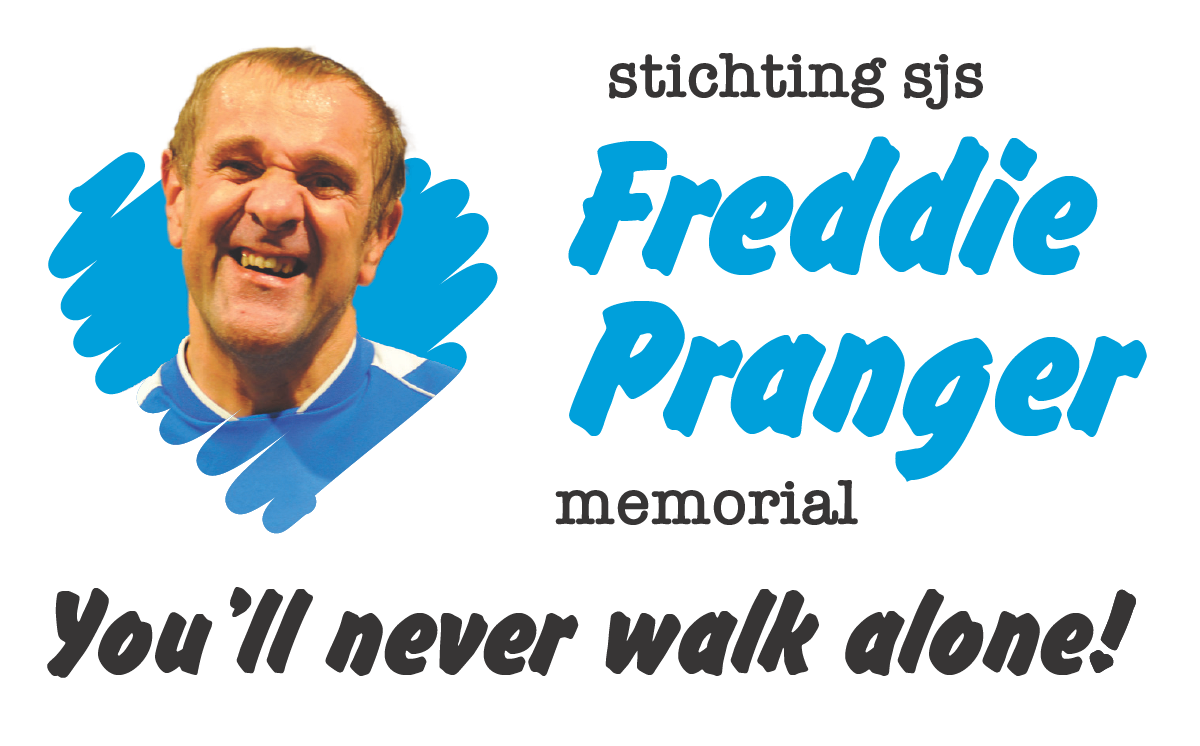 stichting sjs
Freddie
Pranger
memorial
You'll never walk alone!